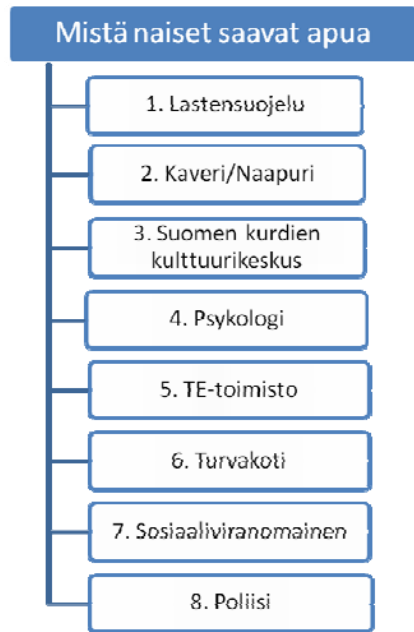 Mistä naiset saavat apua
1. Lastensuojelu
2. Kaveri/Naapuri
3. Suomen kurdien
kulttuurikeskus
4. Psykologi
5. TE-toimisto
6. Turvakoti
7. Sosiaaliviranomainen
8. Poliisi